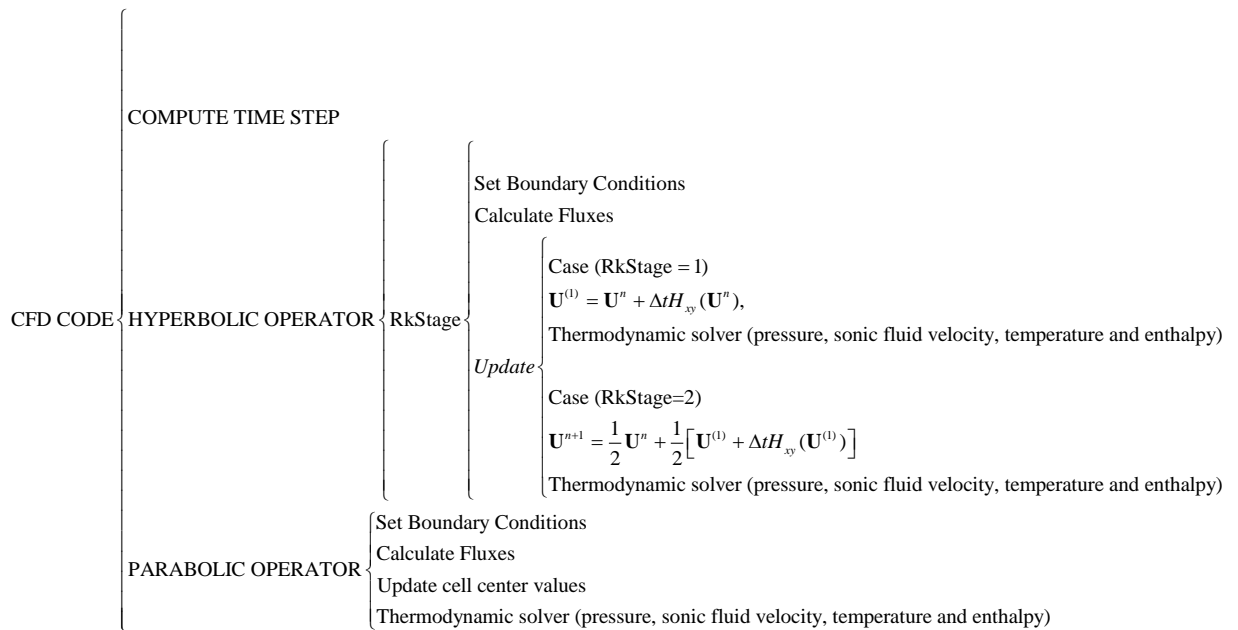 COMPUTE TIME STEP
Set Boundary Conditions
Calculate Fluxes
Case (RkStage = 1)
U^(1) = U^n + ΔtH_xy(U^n),
Thermodynamic solver (pressure, sonic fluid velocity, temperature and enthalpy)
CFD CODE
HYPERBOLIC OPERATOR
RkStage
Update
Case (RkStage=2)
U^(n+1) = 1/2 U^n + 1/2 [U^(1) + ΔtH_xy(U^(1))]
Thermodynamic solver (pressure, sonic fluid velocity, temperature and enthalpy)
PARABOLIC OPERATOR
Set Boundary Conditions
Calculate Fluxes
Update cell center values
Thermodynamic solver (pressure, sonic fluid velocity, temperature and enthalpy)